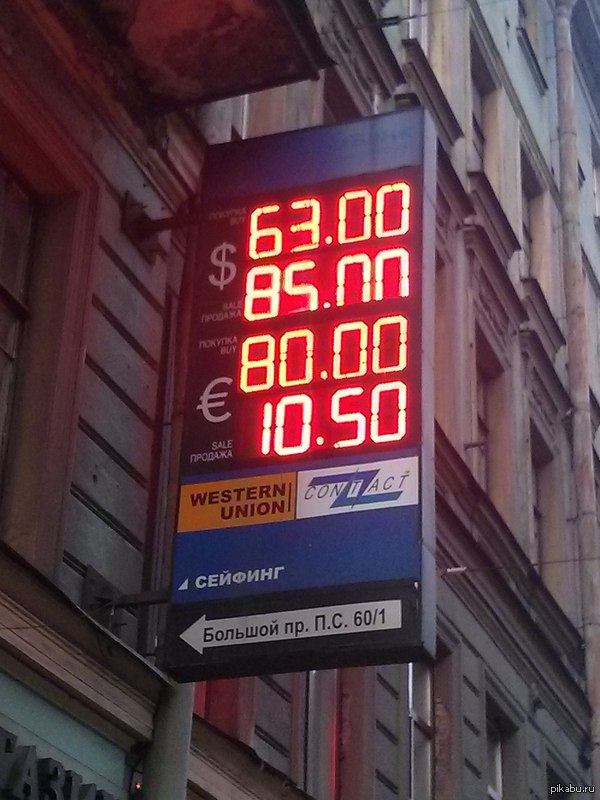 ПОКУПКА
BUY
63.00
$
85.00
SALE
ПРОДАЖА
ПОКУПКА
BUY
80.00
€
10.50
SALE
ПРОДАЖА
WESTERN
UNION
CONTACT
СЕЙФИНГ
Большой пр. П.С. 60/1
pikabu.ru